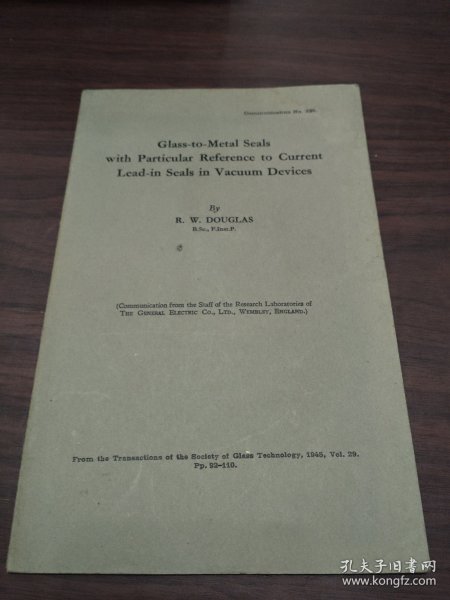 Communication No.
Glass-to-Metal Seals
with Particular Reference to Current
Lead-in Seals in Vacuum Devices
By
R. W. DOUGLAS
B.Sc., F.Inst.P.
(Communication from the Staff of the Research Laboratories of
THE GENERAL ELECTRIC CO., LTD., WEMBLEY, ENGLAND.)
From the Transactions of the Society of Glass Technology, 1945, Vol. 29.
Pp. 92-110.
孔夫子旧书网
www.kongfz.com